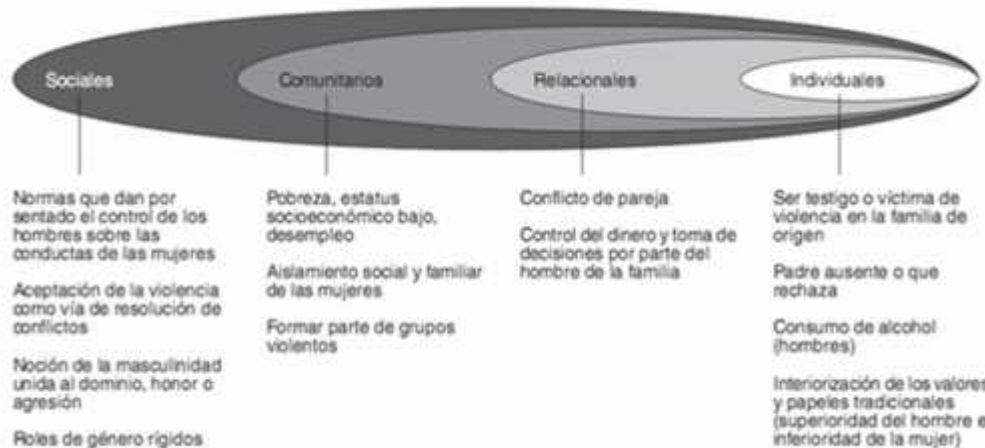 Sociales
Comunitarios
Relacionales
Individuales
Normas que dan por
sentado el control de los
hombres sobre las
conductas de las mujeres
Aceptación de la violencia
como vía de resolución de
conflictos
Noción de la masculinidad
unida al dominio, honor o
agresión
Roles de género rígidos
Pobreza, estatus
socioeconómico bajo,
desempleo
Aislamiento social y familiar
de las mujeres
Formar parte de grupos
violentos
Conflicto de pareja
Control del dinero y toma de
decisiones por parte del
hombre de la familia
Ser testigo o víctima de
violencia en la familia de
origen
Padre ausente o que
rechaza
Consumo de alcohol
(hombres)
Interiorización de los valores
y papeles tradicionales
(superioridad del hombre e
inferioridad de la mujer)